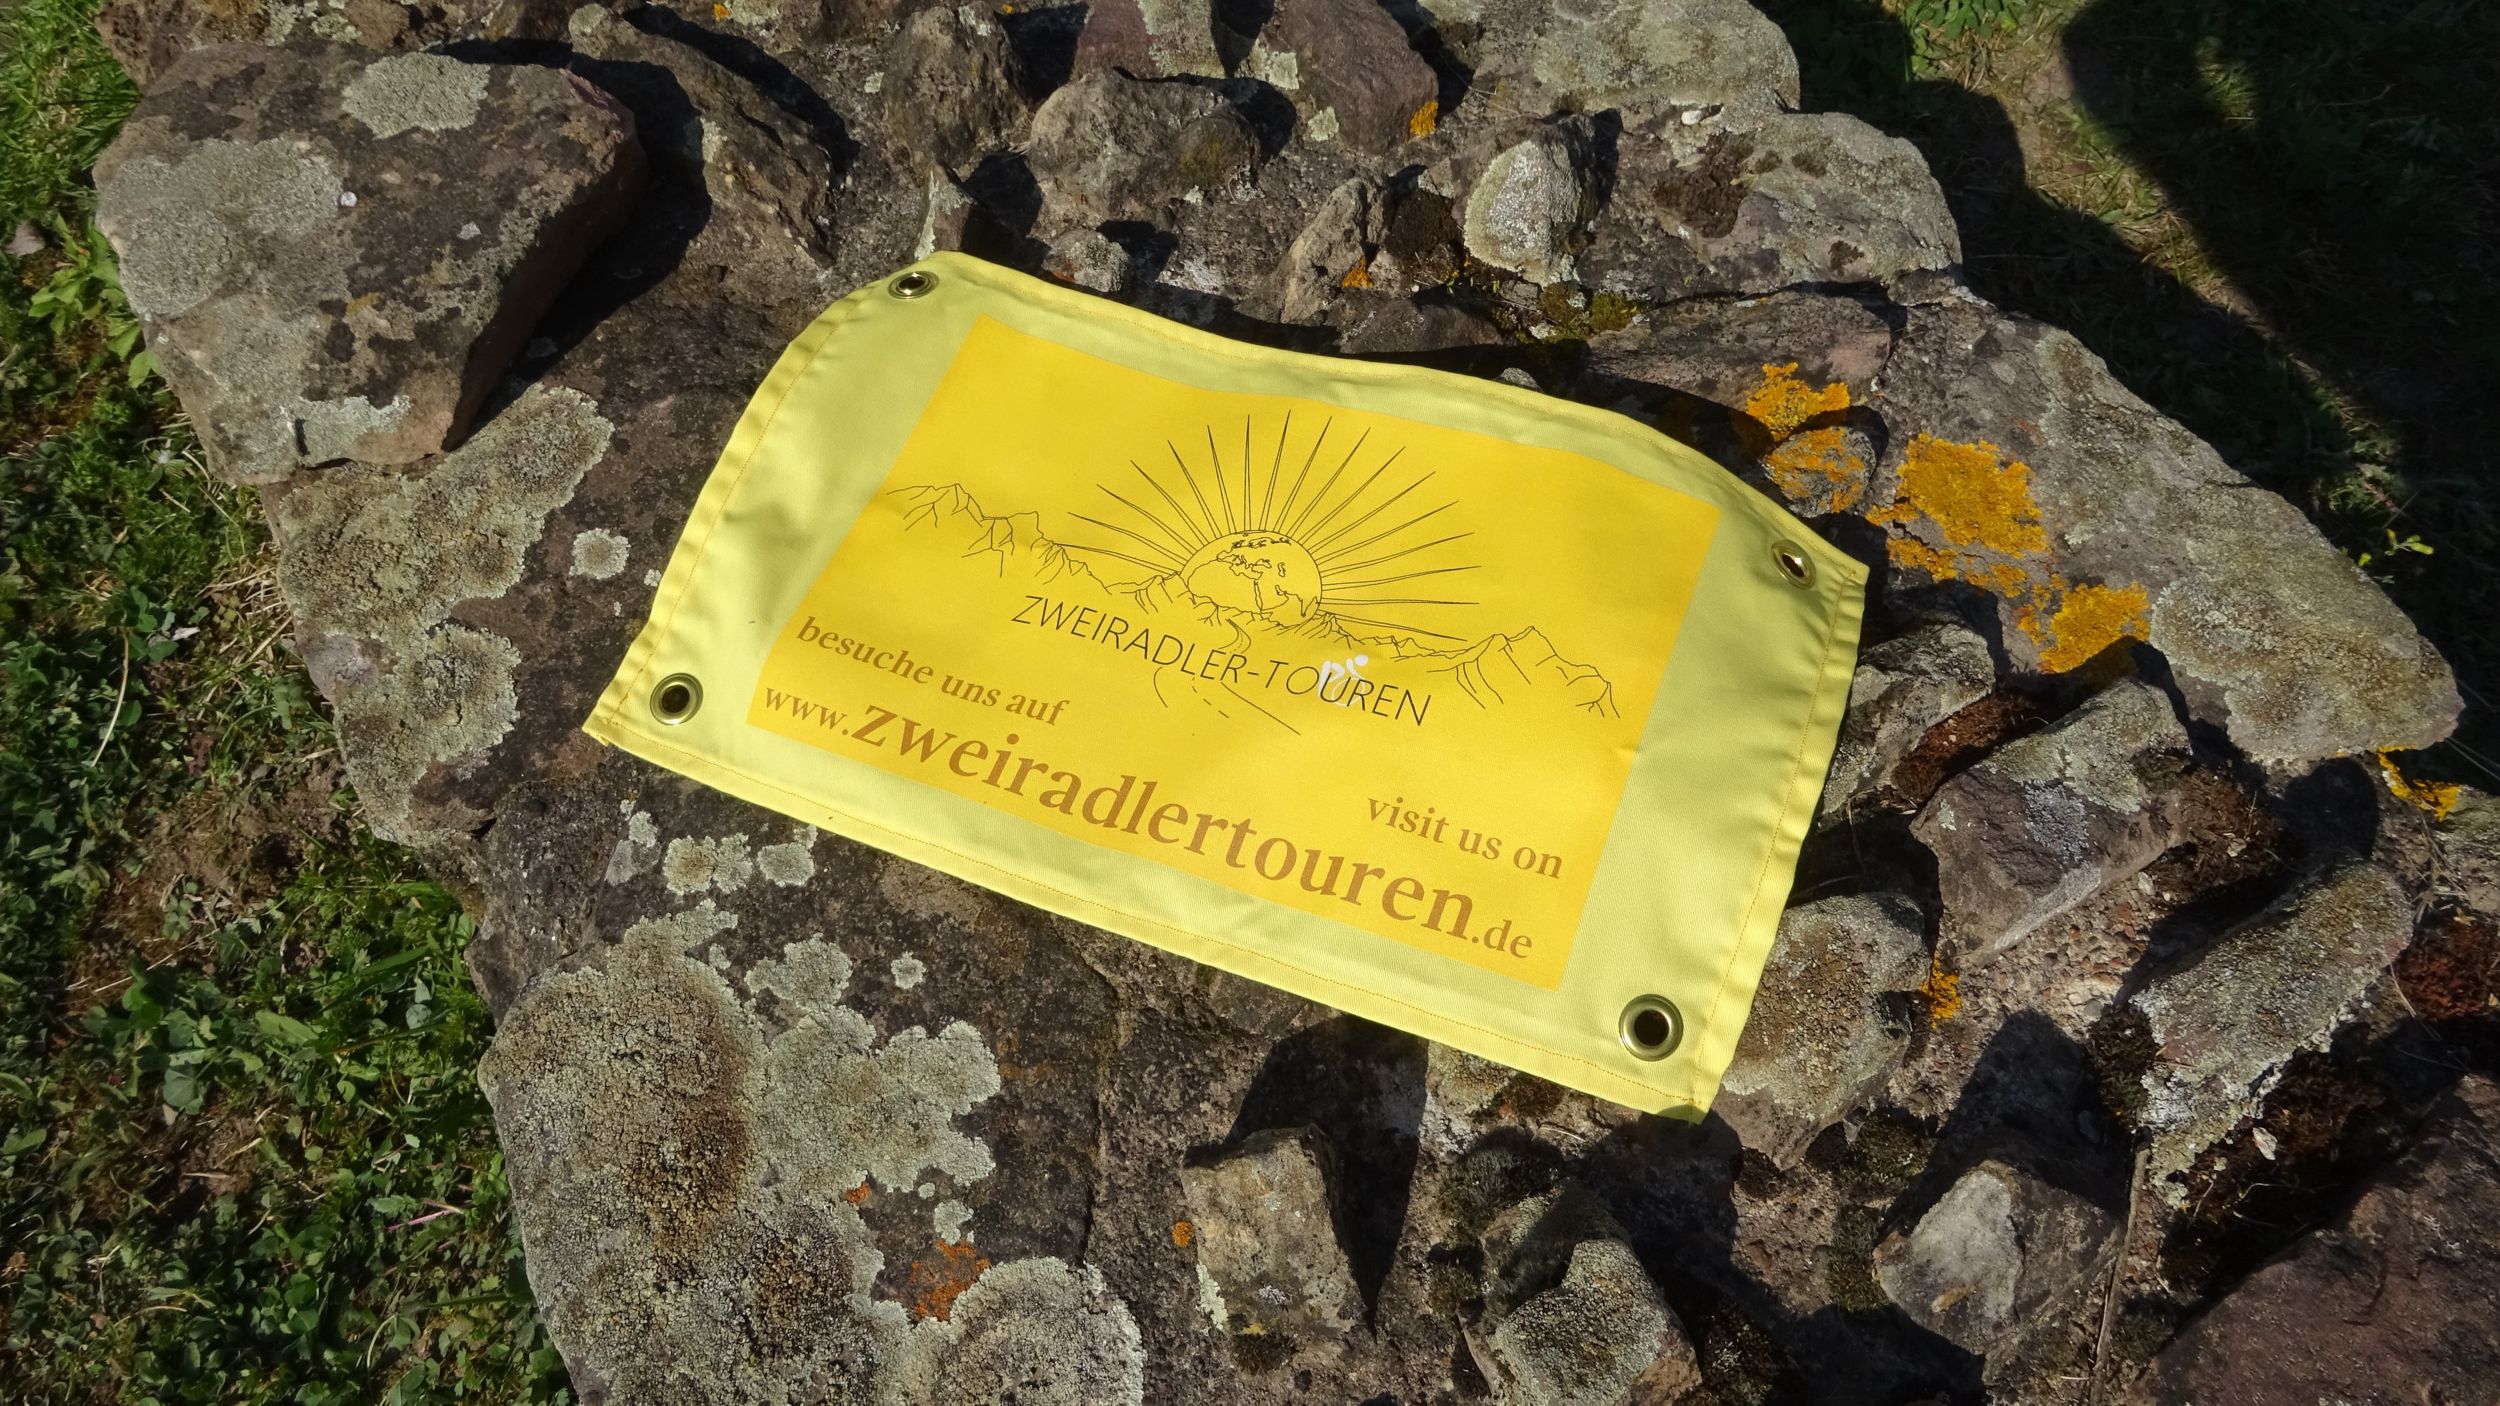 ZWEIRADLER-TOUREN
besuche uns auf
www.zweiradlertouren.de
visit us on